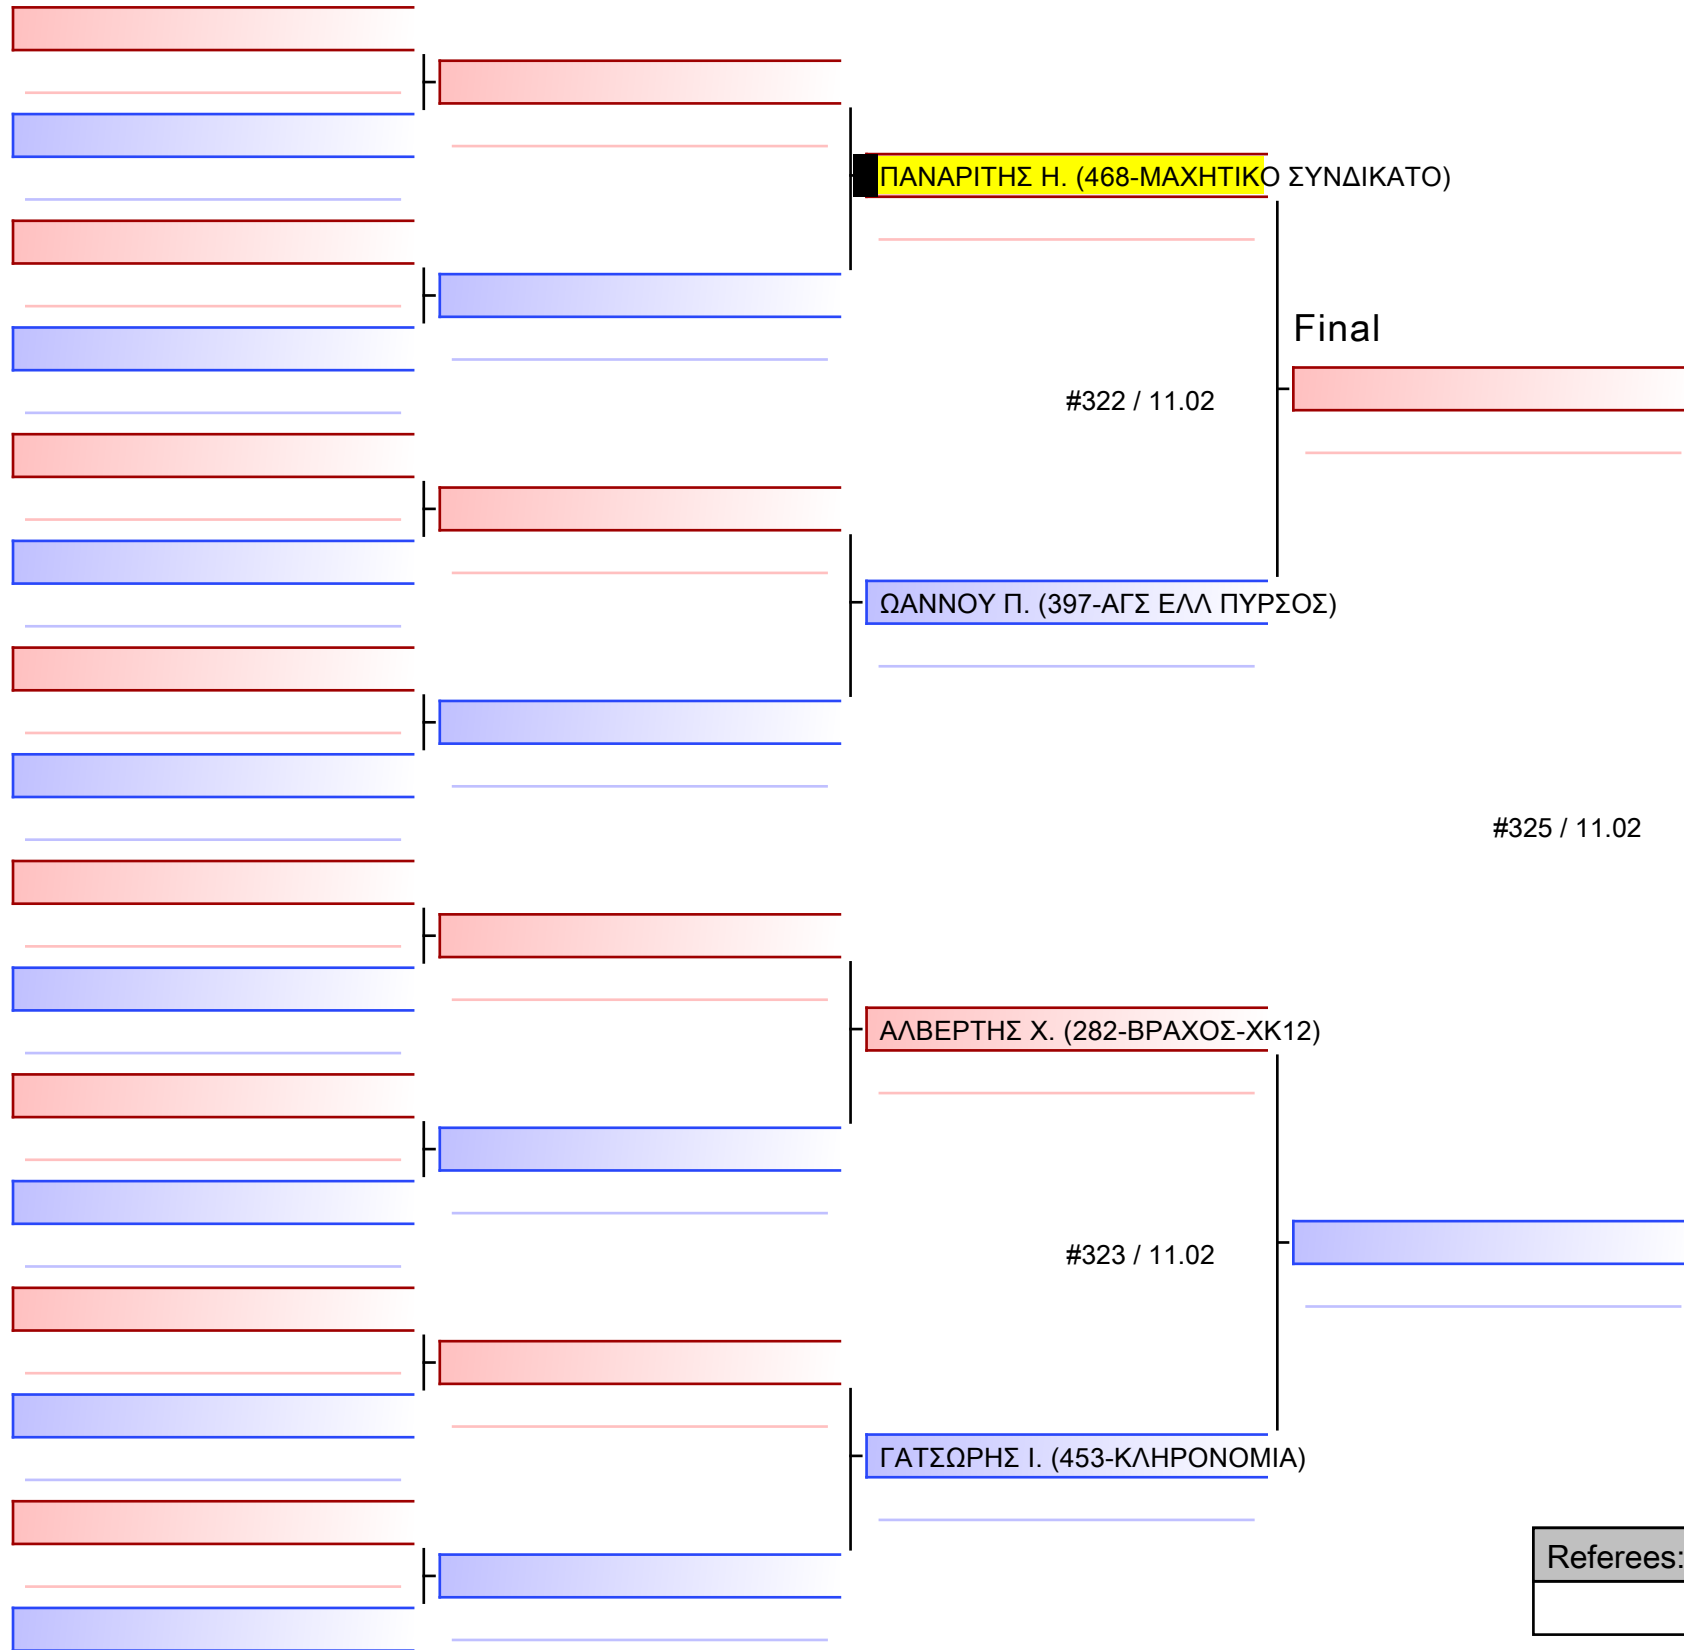 ΠΑΝΑΡΙΤΗΣ Η. (468-ΜΑΧΗΤΙΚΟ ΣΥΝΔΙΚΑΤΟ)
Final
#322 / 11.02
ΩΑΝΝΟΥ Π. (397-ΑΓΣ ΕΛΛ ΠΥΡΣΟΣ)
#325 / 11.02
ΑΛΒΕΡΤΗΣ Χ. (282-ΒΡΑΧΟΣ-ΧΚ12)
#323 / 11.02
ΓΑΤΣΩΡΗΣ Ι. (453-ΚΛΗΡΟΝΟΜΙΑ)
Referees: